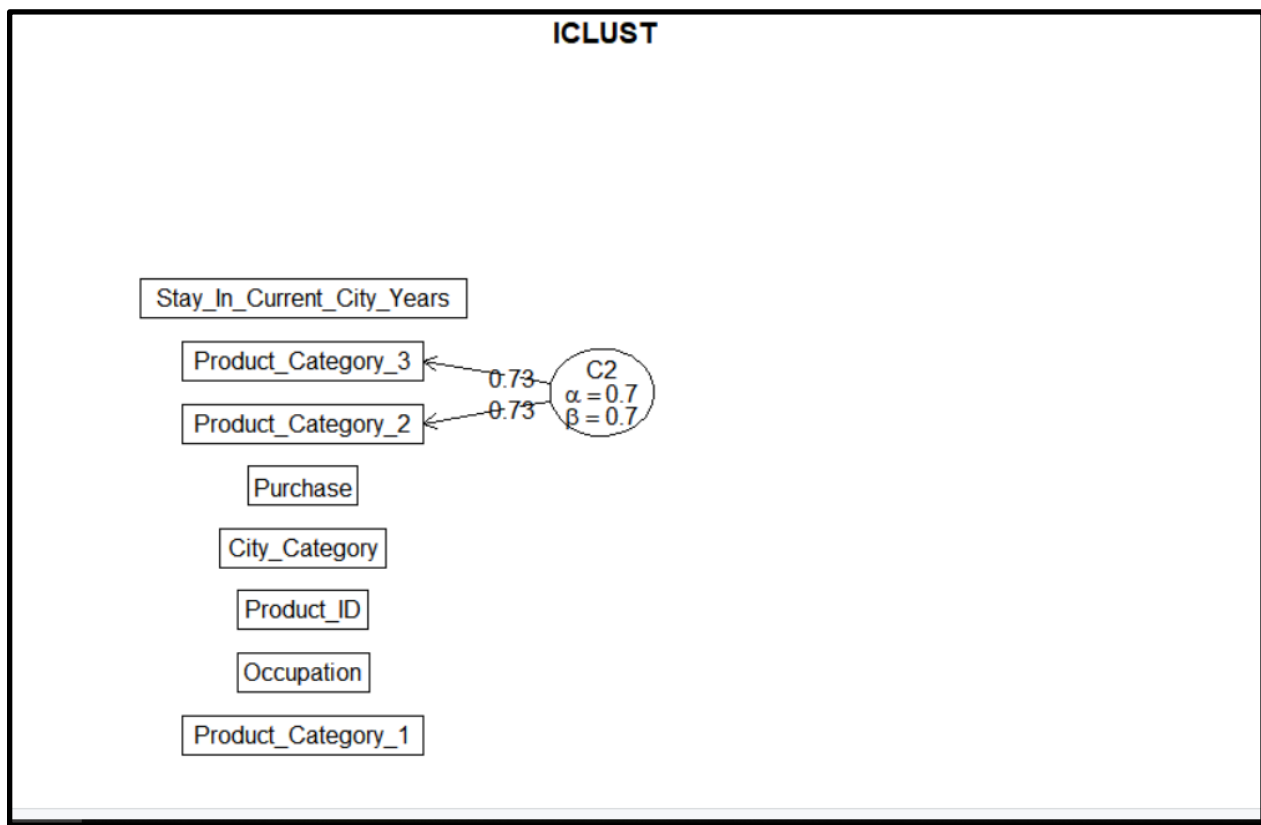 ICLUST
Stay_In_Current_City_Years
Product_Category_3
0.73
C2
α = 0.7
β = 0.7
0.73
Product_Category_2
Purchase
City_Category
Product_ID
Occupation
Product_Category_1